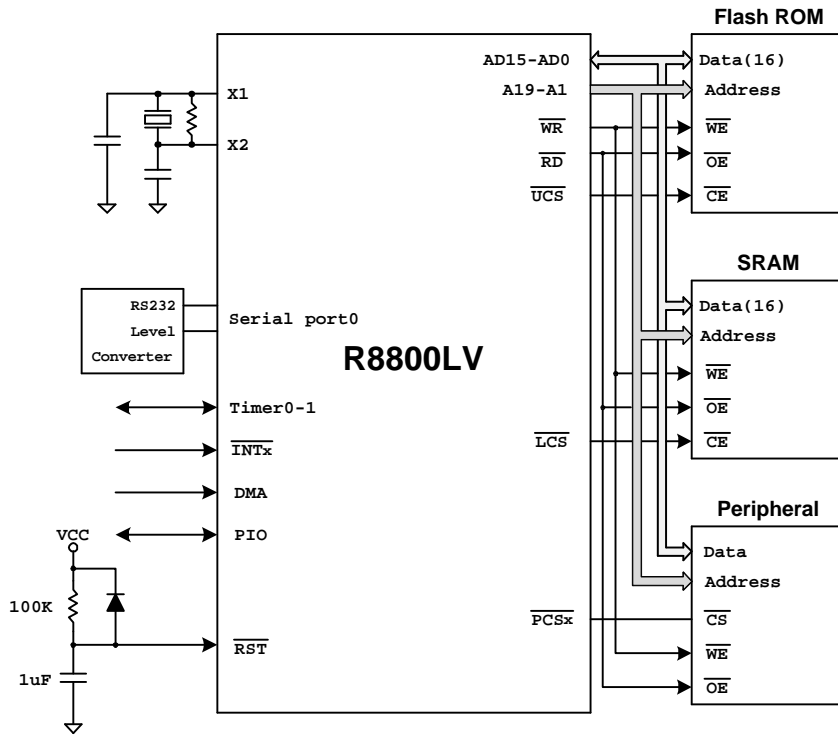 Flash ROM
AD15-AD0
Data(16)
A19-A1
Address
X1
WR
WE
X2
RD
OE
UCS
CE
SRAM
RS232
Level
Converter
Serial port0
Data(16)
Address
R8800LV
WE
Timer0-1
OE
INTx
LCS
CE
DMA
Peripheral
VCC
PIO
Data
Address
100K
PCSx
CS
RST
WE
1uF
OE